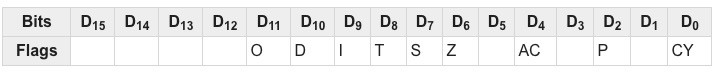 Bits D15 D14 D13 D12 D11 D10 D9 D8 D7 D6 D5 D4 D3 D2 D1 D0
Flags O D I T S Z AC P CY